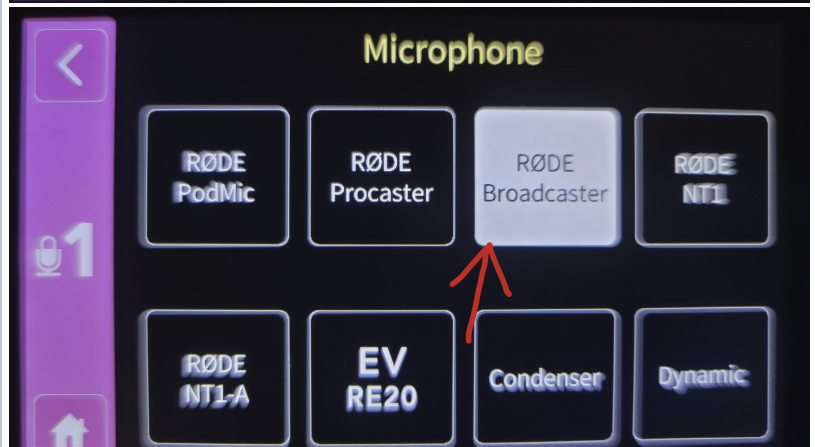 Microphone
RØDE
PodMic
RØDE
Procaster
RØDE
Broadcaster
RØDE
NT1
1
RØDE
NT1-A
EV
RE20
Condenser
Dynamic